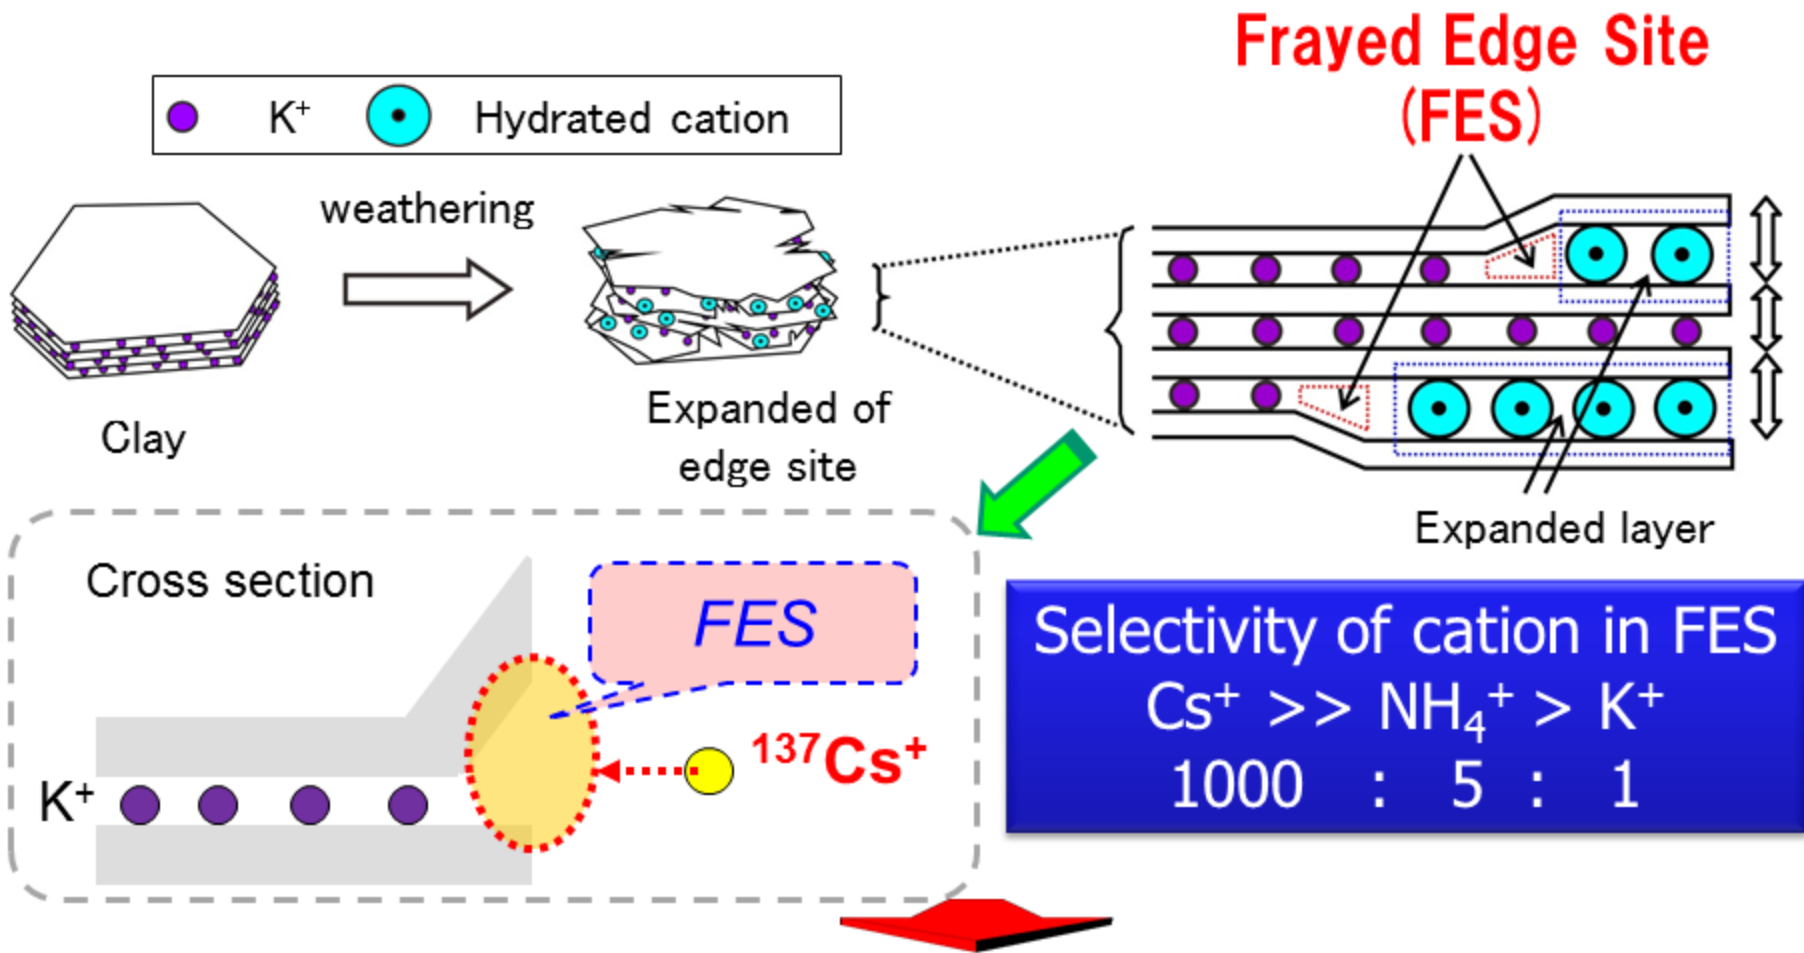 Frayed Edge Site
(FES)
K⁺ Hydrated cation
weathering
Clay
Expanded of
edge site
Expanded layer
Cross section
FES
¹³⁷Cs⁺
K⁺
Selectivity of cation in FES
Cs⁺ >> NH₄⁺ > K⁺
1000 : 5 : 1